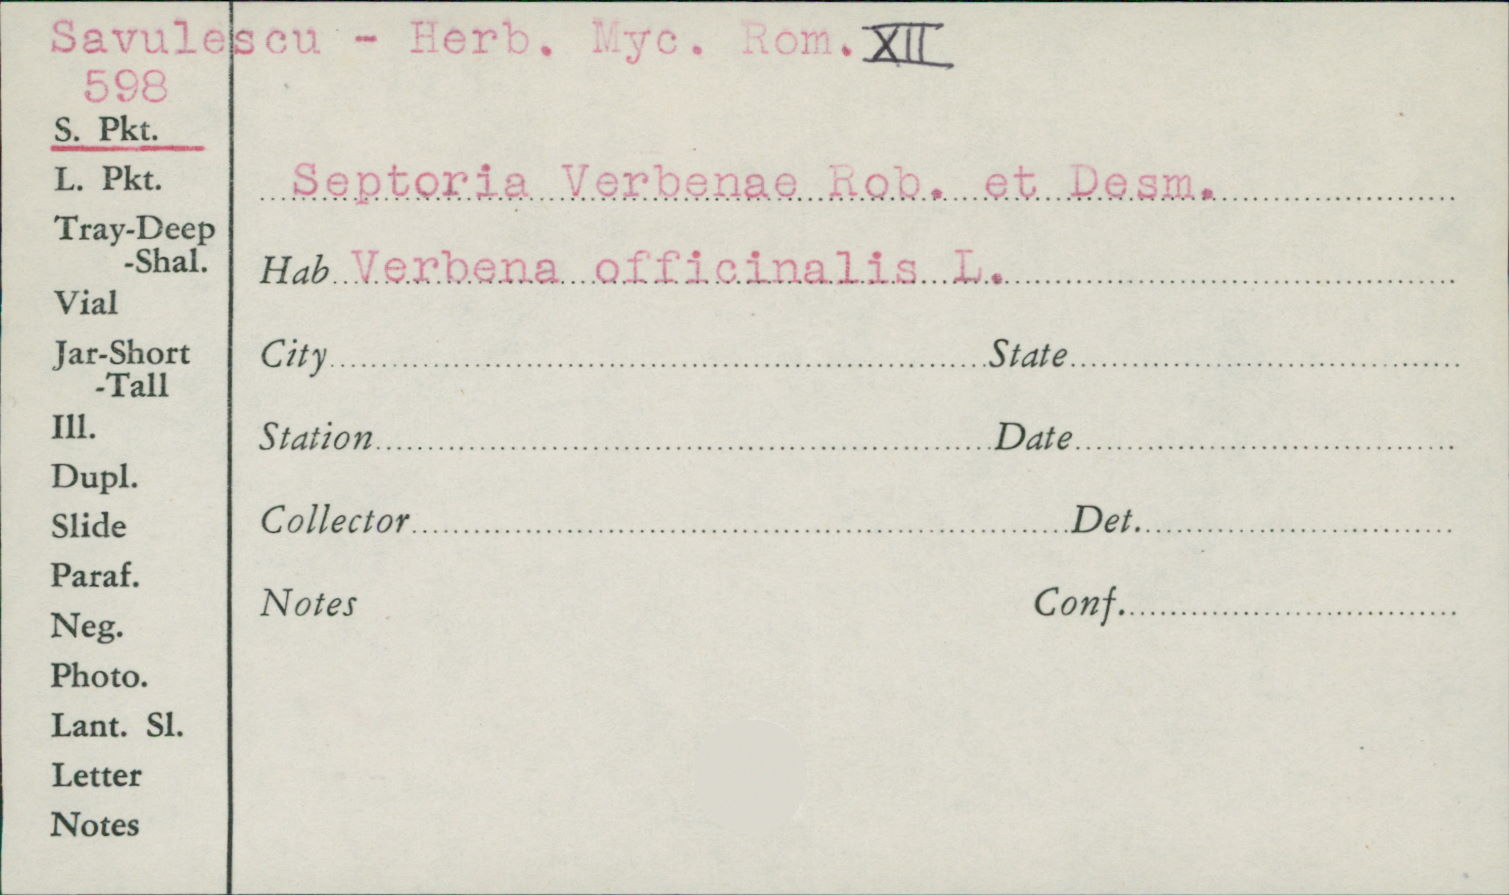 Savulescu - Herb. Myc. Rom. XII
598
S. Pkt.
L. Pkt.
Tray-Deep
-Shal.
Vial
Jar-Short
-Tall
Ill.
Dupl.
Slide
Paraf.
Neg.
Photo.
Lant. Sl.
Letter
Notes
Septoria Verbenae Rob. et Desm.
Hab Verbena officinalis L.
City State
Station Date
Collector Det.
Notes Conf.